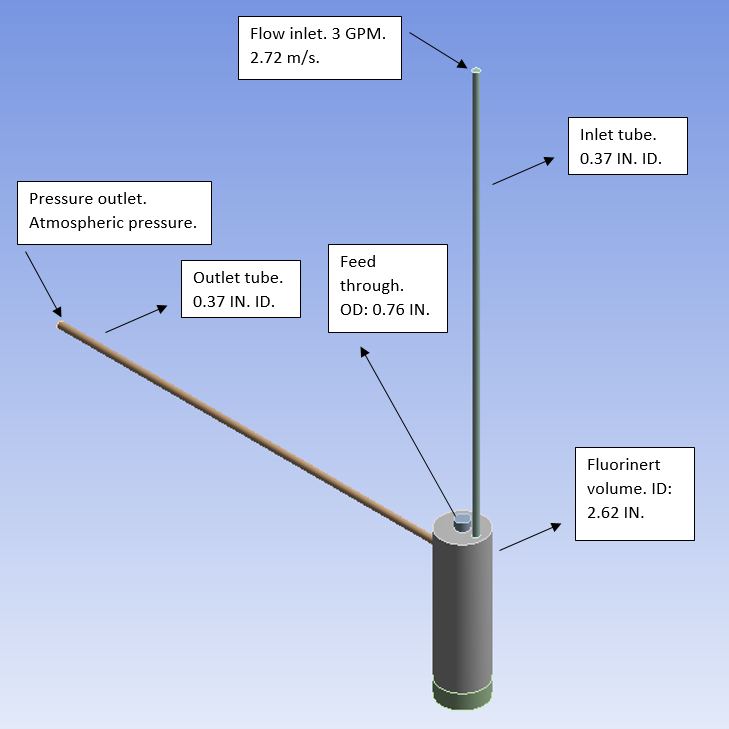 Flow inlet. 3 GPM.
2.72 m/s.
Inlet tube.
0.37 IN. ID.
Pressure outlet.
Atmospheric pressure.
Outlet tube.
0.37 IN. ID.
Feed
through.
OD: 0.76 IN.
Fluorinert
volume. ID:
2.62 IN.